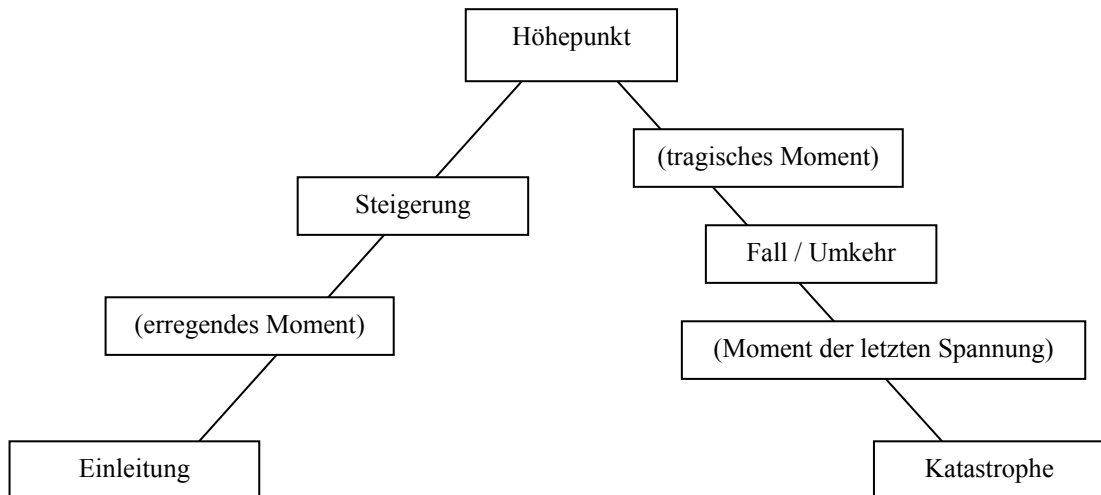 Höhepunkt
(tragisches Moment)
Steigerung
Fall / Umkehr
(erregendes Moment)
(Moment der letzten Spannung)
Einleitung
Katastrophe